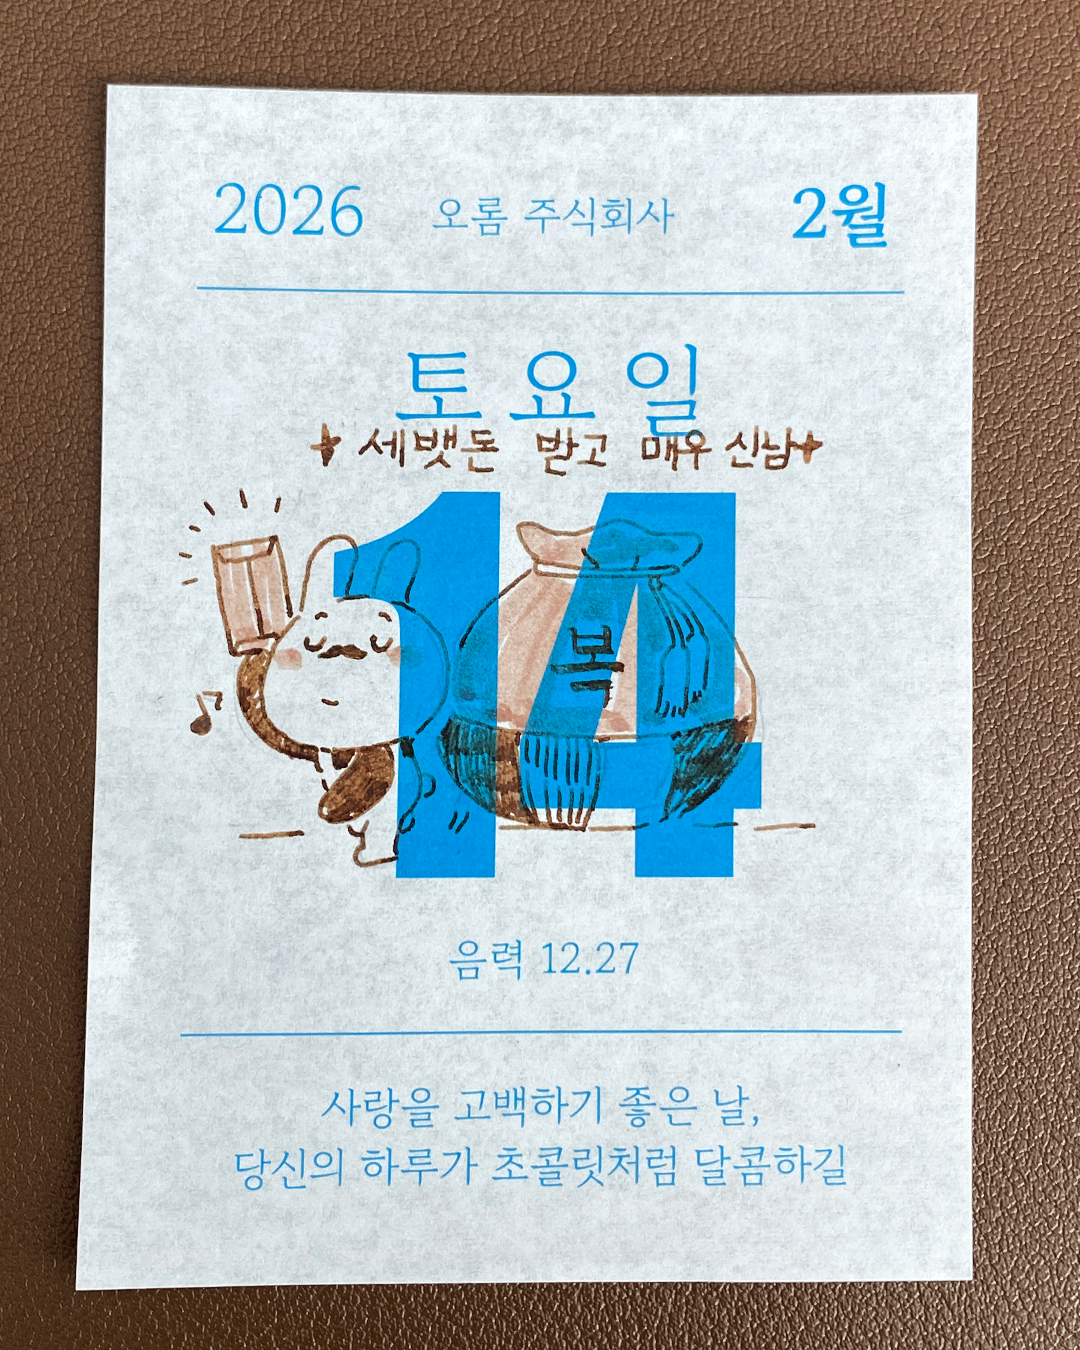 2026 오롬 주식회사 2월
토요일
세뱃돈 받고 매우 신남
14
복
음력 12.27
사랑을 고백하기 좋은 날,
당신의 하루가 초콜릿처럼 달콤하길